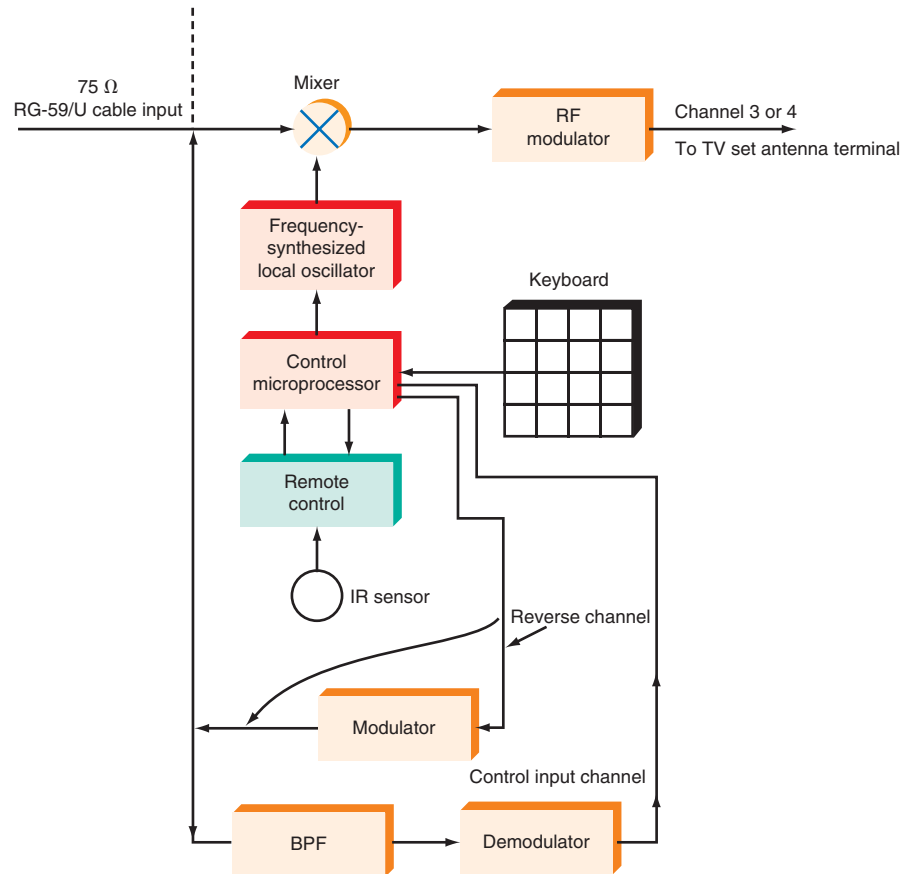 75 Ω
RG-59/U cable input
Mixer
RF
modulator
Channel 3 or 4
To TV set antenna terminal
Frequency-
synthesized
local oscillator
Keyboard
Control
microprocessor
Remote
control
IR sensor
Reverse channel
Modulator
Control input channel
BPF
Demodulator